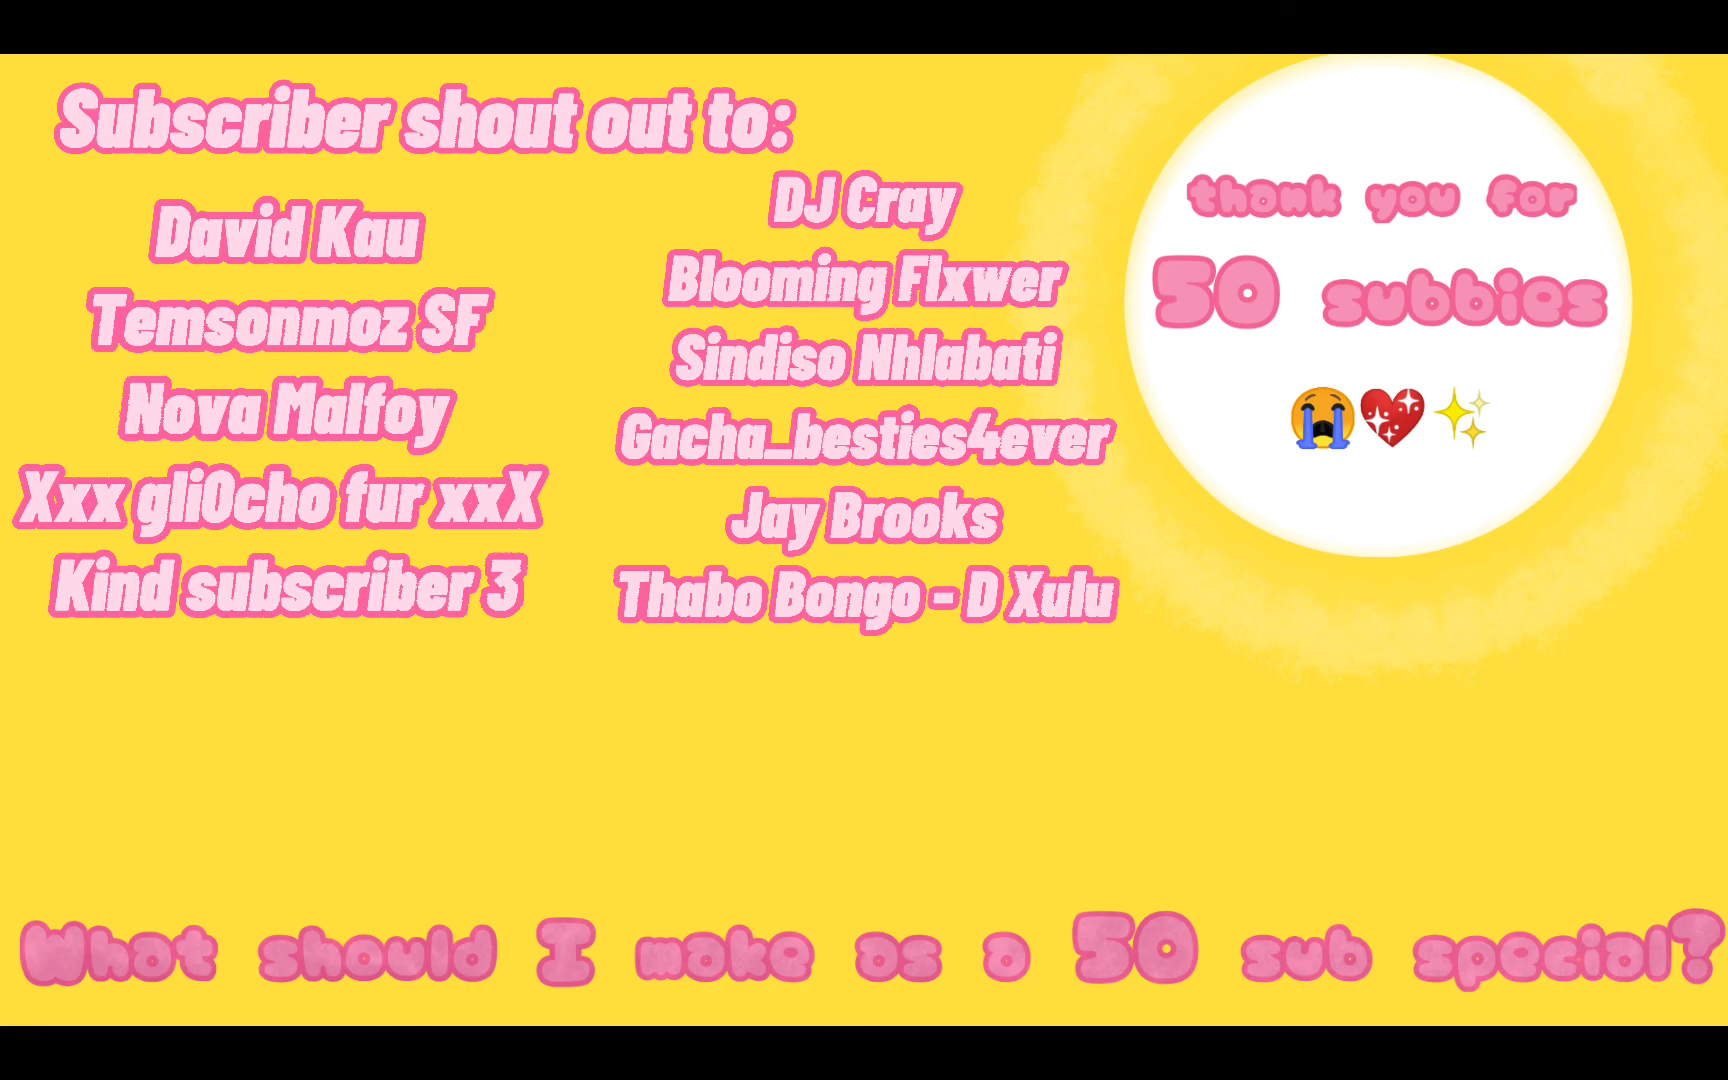 Subscriber shout out to:
David Kau
Temsonmoz SF
Nova Malfoy
Xxx gliOcho fur xxX
Kind subscriber 3
DJ Cray
Blooming Flxwer
Sindiso Nhlabati
Gacha_besties4ever
Jay Brooks
Thabo Bongo - D Xulu
thank you for
50 subbies
😭💖✨
What should I make as a 50 sub special?